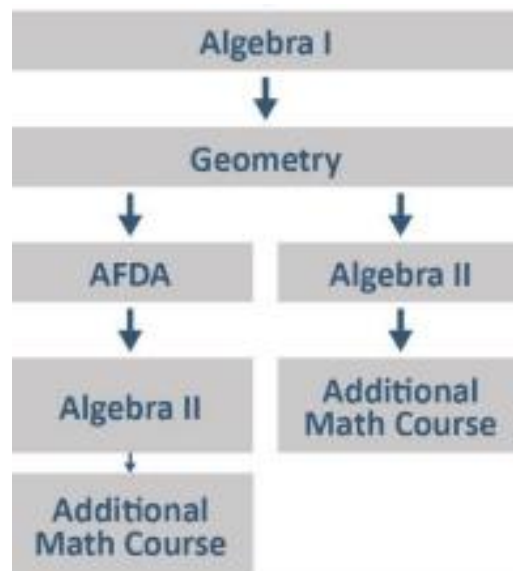 Algebra I
Geometry
AFDA
Algebra II
Algebra II
Additional
Math Course
Additional
Math Course